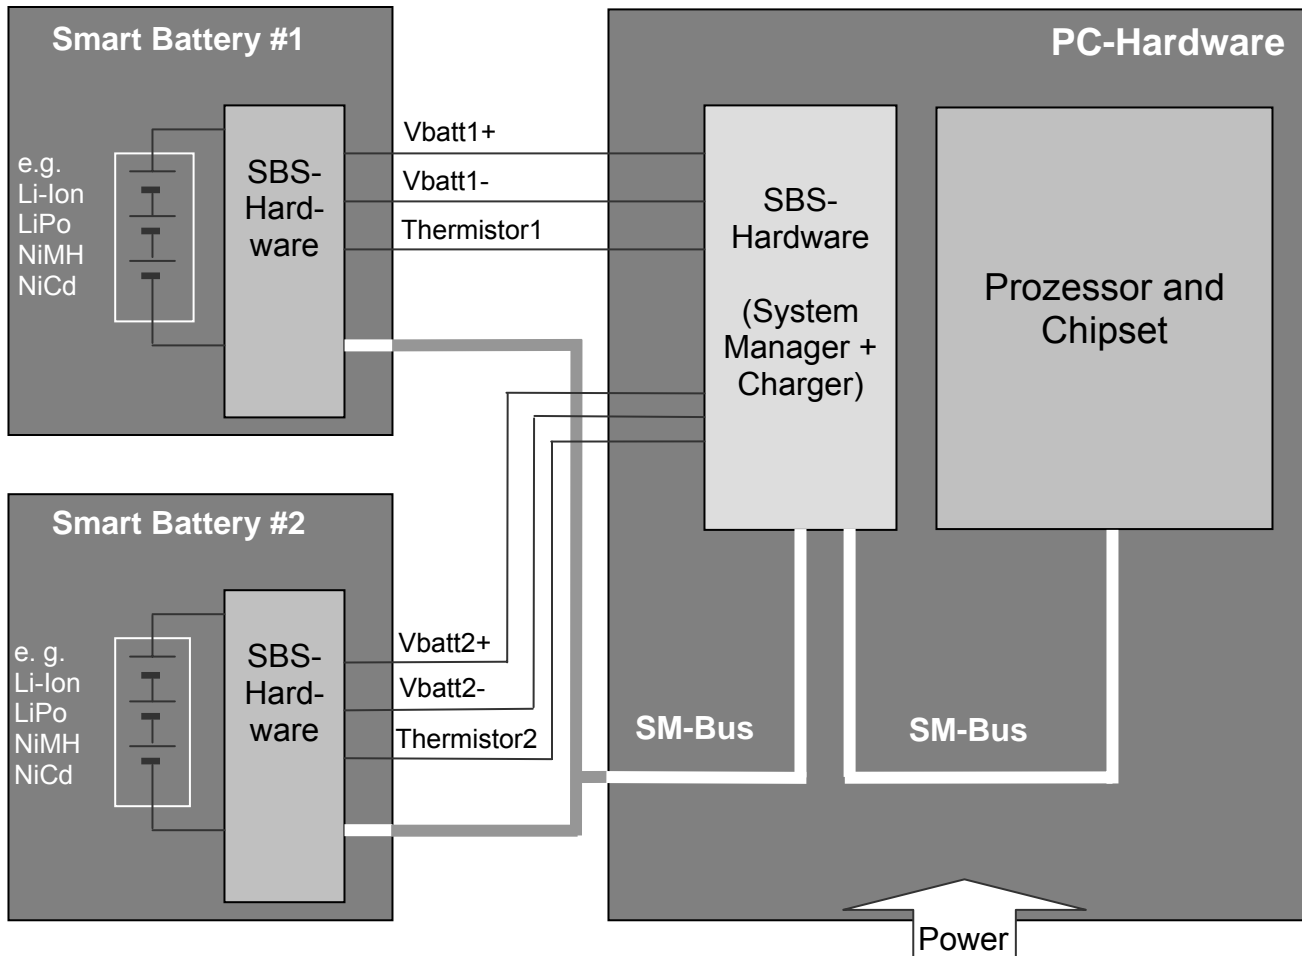 Smart Battery #1
e.g.
Li-Ion
LiPo
NiMH
NiCd
SBS-
Hard-
ware
Vbatt1+
Vbatt1-
Thermistor1
PC-Hardware
SBS-
Hardware
(System
Manager +
Charger)
Prozessor and
Chipset
Smart Battery #2
e. g.
Li-Ion
LiPo
NiMH
NiCd
SBS-
Hard-
ware
Vbatt2+
Vbatt2-
Thermistor2
SM-Bus
SM-Bus
Power